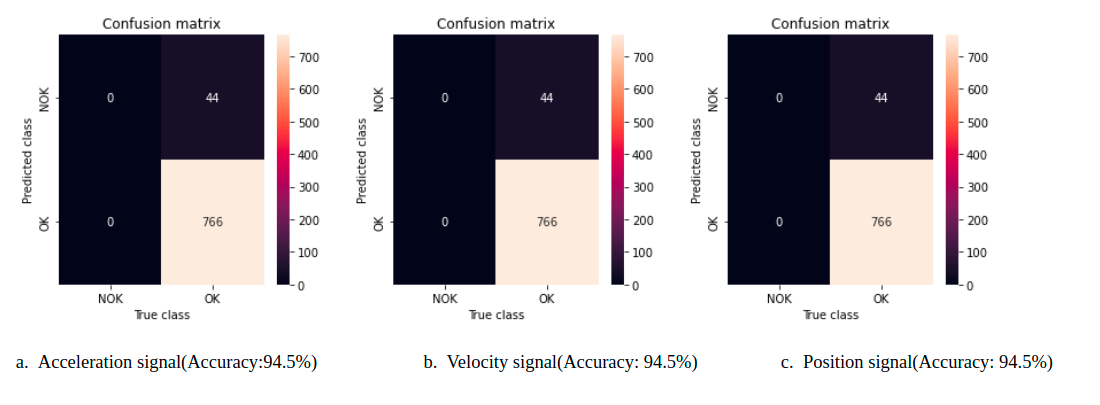 Confusion matrix
Confusion matrix
Confusion matrix
Predicted class
NOK
OK
0
44
0
766
700
600
500
400
300
200
100
0
NOK
OK
True class
Predicted class
NOK
OK
0
44
0
766
700
600
500
400
300
200
100
0
NOK
OK
True class
Predicted class
NOK
OK
0
44
0
766
700
600
500
400
300
200
100
0
NOK
OK
True class
a. Acceleration signal(Accuracy:94.5%)
b. Velocity signal(Accuracy: 94.5%)
c. Position signal(Accuracy: 94.5%)